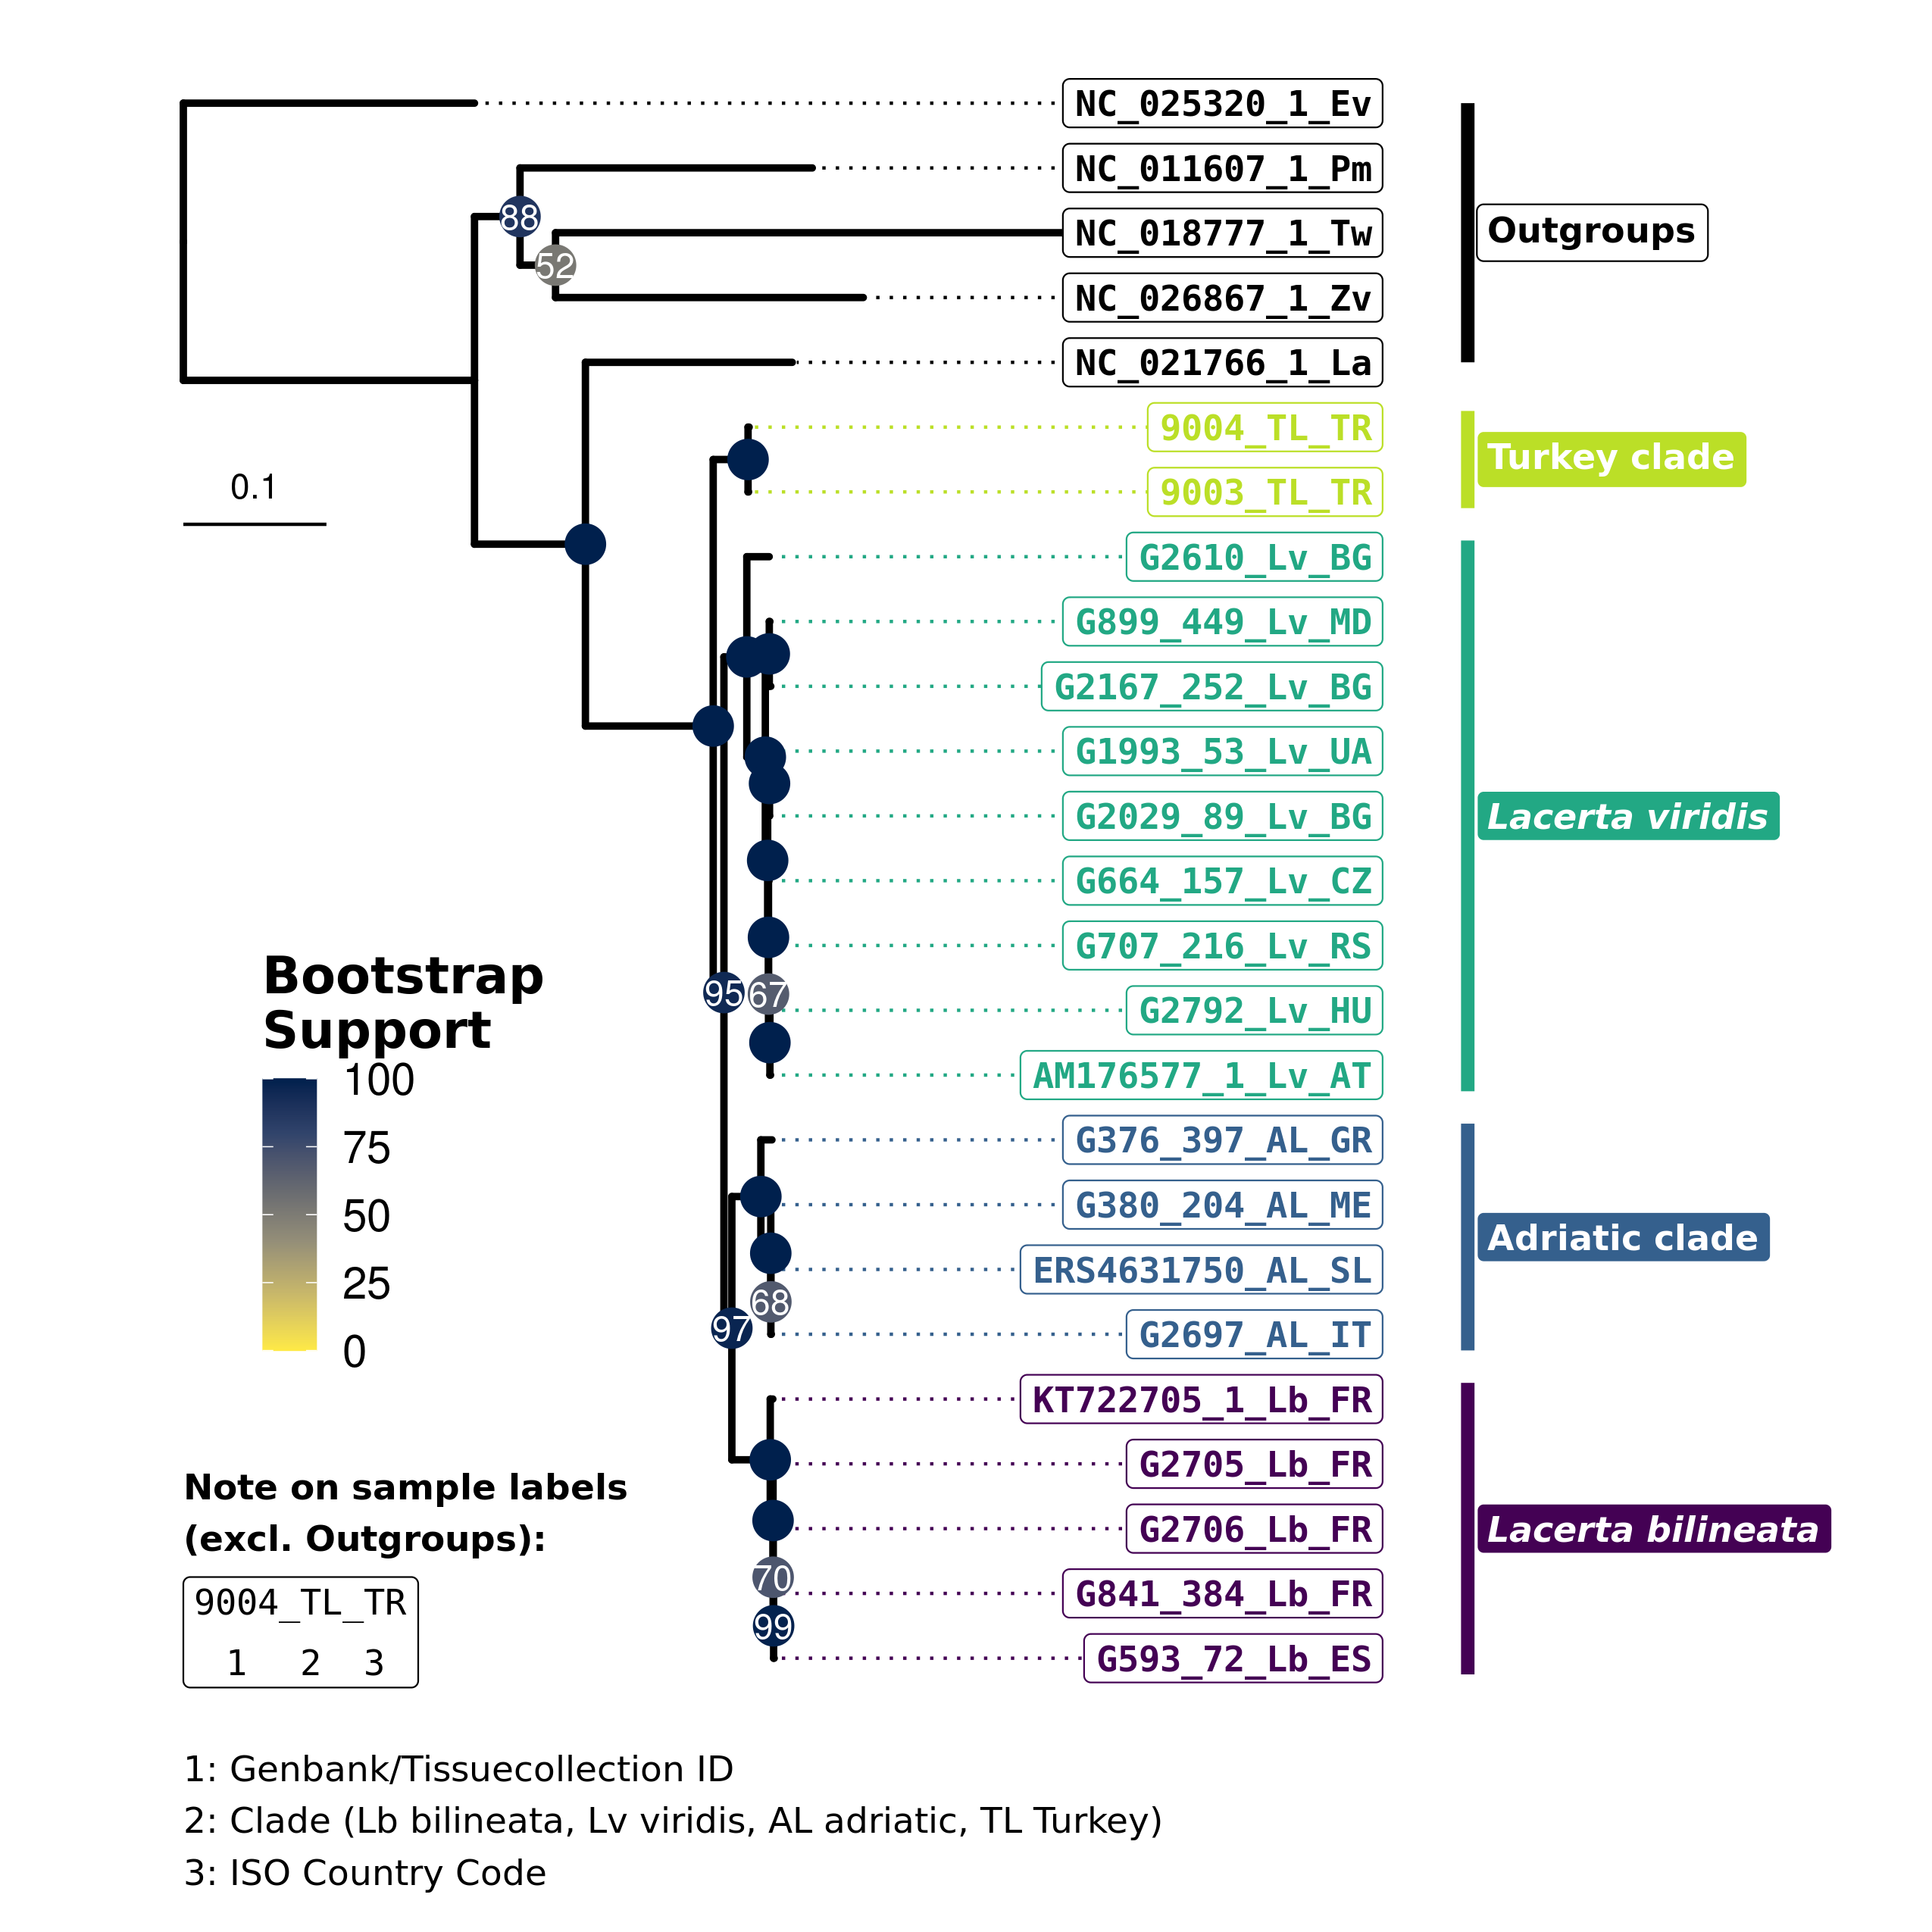 NC_025320_1_Ev
NC_011607_1_Pm
88
NC_018777_1_Tw
Outgroups
52
NC_026867_1_Zv
NC_021766_1_La
9004_TL_TR
Turkey clade
0.1
9003_TL_TR
G2610_Lv_BG
G899_449_Lv_MD
G2167_252_Lv_BG
G1993_53_Lv_UA
G2029_89_Lv_BG
Lacerta viridis
G664_157_Lv_CZ
G707_216_Lv_RS
95
67
G2792_Lv_HU
AM176577_1_Lv_AT
Bootstrap
Support
100
75
50
25
0
G376_397_AL_GR
G380_204_AL_ME
Adriatic clade
ERS4631750_AL_SL
68
97
G2697_AL_IT
KT722705_1_Lb_FR
G2705_Lb_FR
G2706_Lb_FR
Lacerta bilineata
70
G841_384_Lb_FR
99
G593_72_Lb_ES
Note on sample labels
(excl. Outgroups):
9004_TL_TR
1 2 3
1: Genbank/Tissuecollection ID
2: Clade (Lb bilineata, Lv viridis, AL adriatic, TL Turkey)
3: ISO Country Code